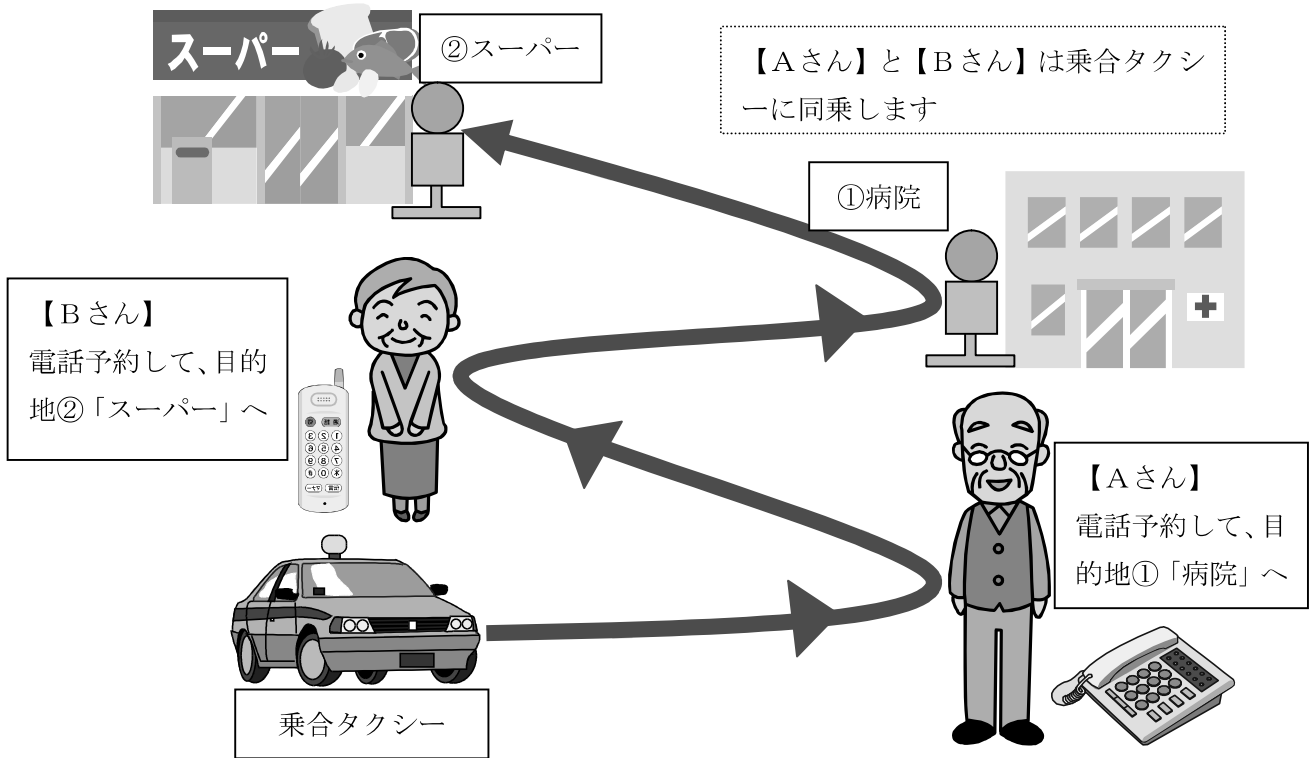 スーパー
②スーパー
【Ａさん】と【Ｂさん】は乗合タクシ
ーに同乗します
①病院
【Ｂさん】
電話予約して、目的
地②「スーパー」へ
【Ａさん】
電話予約して、目
的地①「病院」へ
乗合タクシー